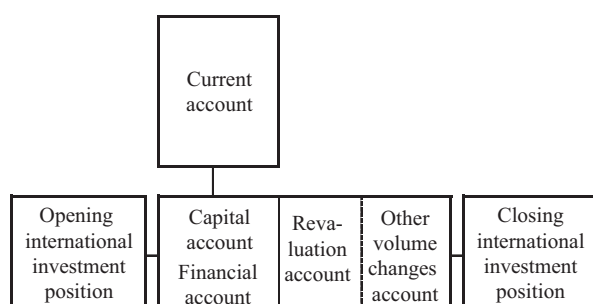 Current
account
Opening
international
investment
position
Capital
account
Financial
account
Reva-
luation
account
Other
volume
changes
account
Closing
international
investment
position